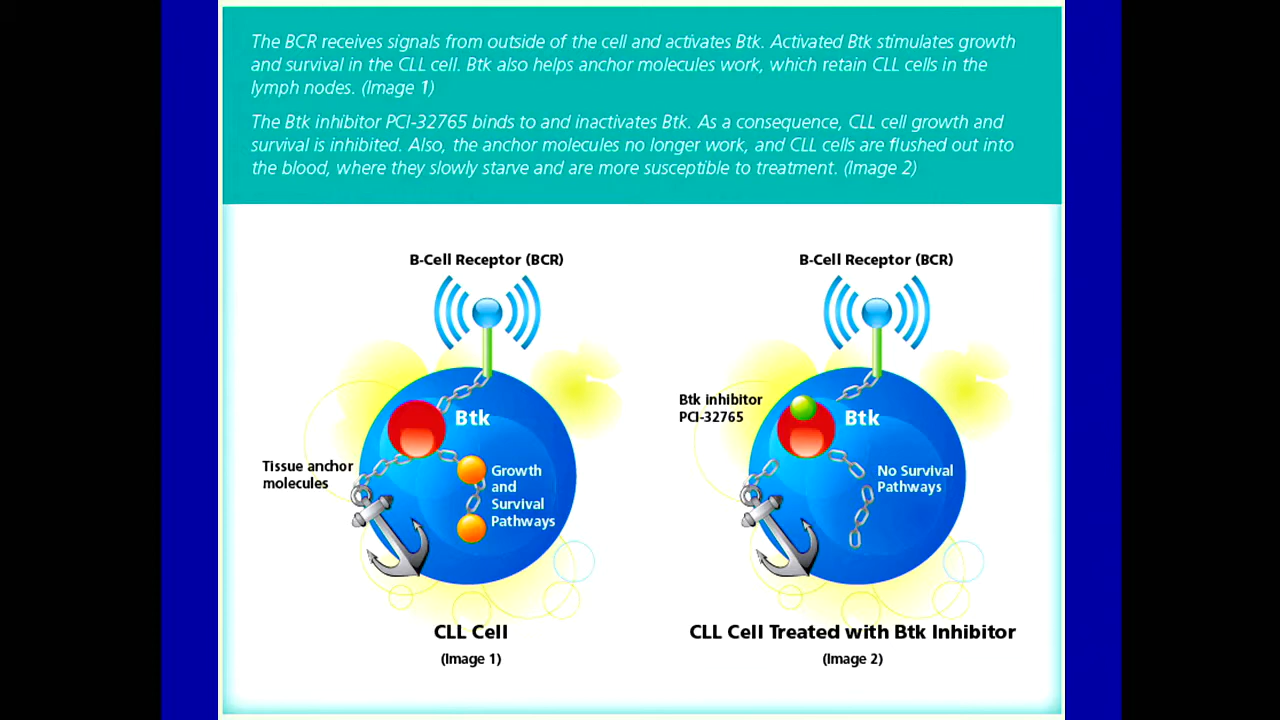 The BCR receives signals from outside of the cell and activates Btk. Activated Btk stimulates growth
and survival in the CLL cell. Btk also helps anchor molecules work, which retain CLL cells in the
lymph nodes. (Image 1)
The Btk inhibitor PCI-32765 binds to and inactivates Btk. As a consequence, CLL cell growth and
survival is inhibited. Also, the anchor molecules no longer work, and CLL cells are flushed out into
the blood, where they slowly starve and are more susceptible to treatment. (Image 2)
B-Cell Receptor (BCR)
Btk
Tissue anchor
molecules
Growth
and
Survival
Pathways
CLL Cell
(Image 1)
B-Cell Receptor (BCR)
Btk inhibitor
PCI-32765
Btk
No Survival
Pathways
CLL Cell Treated with Btk Inhibitor
(Image 2)